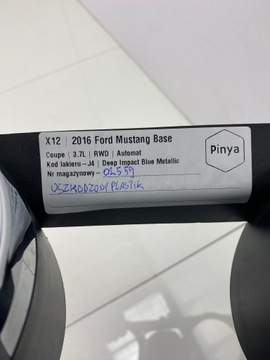 X12 | 2016 Ford Mustang Base
Coupe | 3.7L | RWD | Automat
Kod lakieru - J4 | Deep Impact Blue Metallic
Nr magazynowy - 02559
USZKODZONY PLASTIK
Pinya